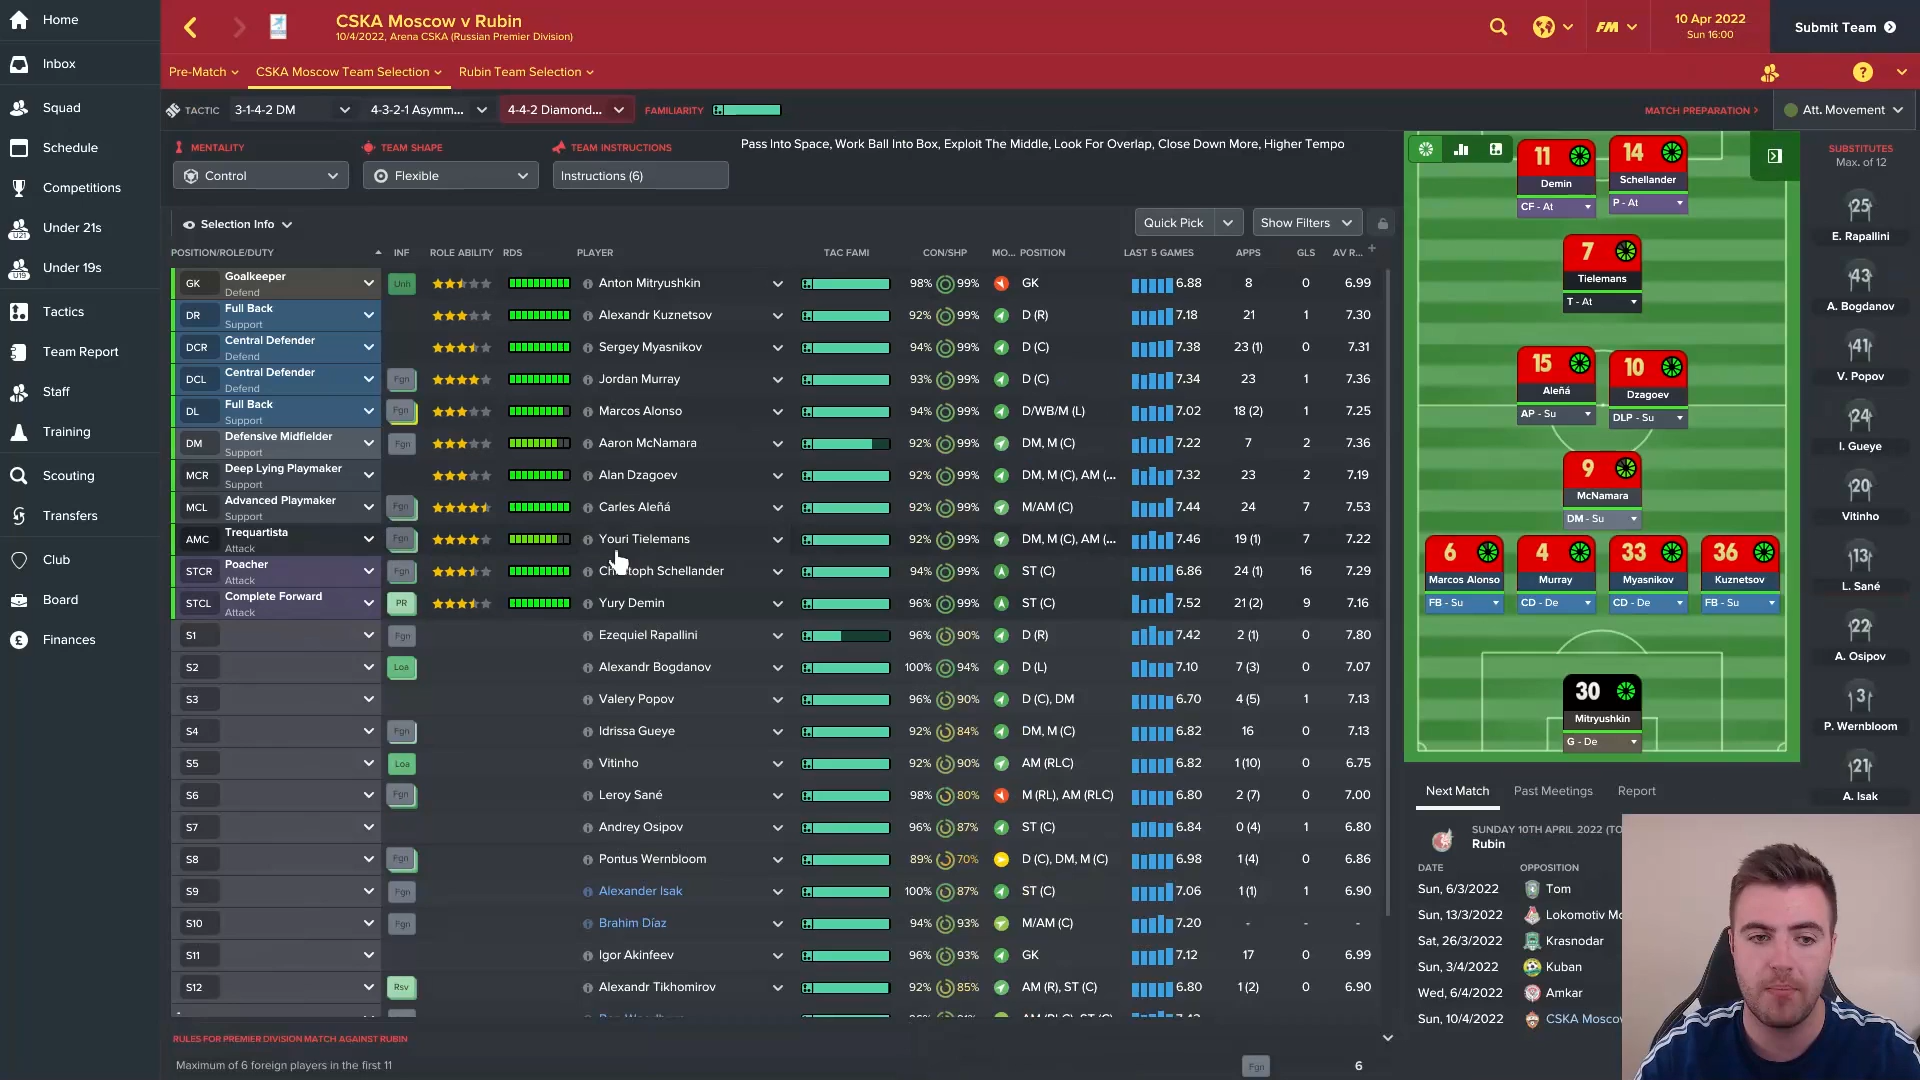 Home
Inbox
Squad
Schedule
Competitions
Under 21s
Under 19s
Tactics
Team Report
Staff
Training
Scouting
Transfers
Club
Board
Finances
CSKA Moscow v Rubin
10/4/2022, Arena CSKA (Russian Premier Division)
FM
10 Apr 2022
Sun 16:00
Submit Team
Pre-Match
CSKA Moscow Team Selection
Rubin Team Selection
?
TACTIC
3-1-4-2 DM
4-3-2-1 Asymm...
4-4-2 Diamond...
FAMILIARITY
MATCH PREPARATION >
Att. Movement
MENTALITY
TEAM SHAPE
TEAM INSTRUCTIONS
Pass Into Space, Work Ball Into Box, Exploit The Middle, Look For Overlap, Close Down More, Higher Tempo
Control
Flexible
Instructions (6)
Selection Info
Quick Pick
Show Filters
POSITION/ROLE/DUTY INF ROLE ABILITY RDS PLAYER TAC FAMI CON/SHP MO... POSITION LAST 5 GAMES APPS GLS AV R... +
GK Goalkeeper Defend Unh Anton Mitryushkin 98% 99% GK 6.88 8 0 6.99
DR Full Back Support Alexandr Kuznetsov 92% 99% D (R) 7.18 21 1 7.30
DCR Central Defender Defend Sergey Myasnikov 94% 99% D (C) 7.38 23 (1) 0 7.31
DCL Central Defender Defend Fgn Jordan Murray 93% 99% D (C) 7.34 23 1 7.36
DL Full Back Support Fgn Marcos Alonso 94% 99% D/WB/M (L) 7.02 18 (2) 1 7.25
DM Defensive Midfielder Support Fgn Aaron McNamara 92% 99% DM, M (C) 7.22 7 2 7.36
MCR Deep Lying Playmaker Support Alan Dzagoev 92% 99% DM, M (C), AM (... 7.32 23 2 7.19
MCL Advanced Playmaker Support Fgn Carles Aleñá 92% 99% M/AM (C) 7.44 24 7 7.53
AMC Trequartista Attack Fgn Youri Tielemans 92% 99% DM, M (C), AM (... 7.46 19 (1) 7 7.22
STCR Poacher Attack Fgn Christoph Schellander 94% 99% ST (C) 6.86 24 (1) 16 7.29
STCL Complete Forward Attack PR Yury Demin 96% 99% ST (C) 7.52 21 (2) 9 7.16
S1 Fgn Ezequiel Rapallini 96% 90% D (R) 7.42 2 (1) 0 7.80
S2 Loa Alexandr Bogdanov 100% 94% D (L) 7.10 7 (3) 0 7.07
S3 Valery Popov 96% 90% D (C), DM 6.70 4 (5) 1 7.13
S4 Fgn Idrissa Gueye 92% 84% DM, M (C) 6.82 16 0 7.13
S5 Loa Vitinho 92% 90% AM (RLC) 6.82 1 (10) 0 6.75
S6 Fgn Leroy Sané 98% 80% M (RL), AM (RLC) 6.80 2 (7) 0 7.00
S7 Andrey Osipov 96% 87% ST (C) 6.84 0 (4) 1 6.80
S8 Fgn Pontus Wernbloom 89% 70% D (C), DM, M (C) 6.98 1 (4) 0 6.86
S9 Fgn Alexander Isak 100% 87% ST (C) 7.06 1 (1) 1 6.90
S10 Fgn Brahim Díaz 94% 93% M/AM (C) 7.20 - - -
S11 Igor Akinfeev 96% 93% GK 7.12 17 0 6.99
S12 Rsv Alexandr Tikhomirov 92% 85% AM (R), ST (C) 6.80 1 (2) 0 6.90
RULES FOR PREMIER DIVISION MATCH AGAINST RUBIN
Maximum of 6 foreign players in the first 11
Fgn
6
11 14
Demin Schellander
CF - At P - At
7
Tielemans
T - At
15 10
Aleñá Dzagoev
AP - Su DLP - Su
9
McNamara
DM - Su
6 4 33 36
Marcos Alonso Murray Myasnikov Kuznetsov
FB - Su CD - De CD - De FB - Su
30
Mitryushkin
G - De
SUBSTITUTES
Max. of 12
25
E. Rapallini
43
A. Bogdanov
41
V. Popov
24
I. Gueye
20
Vitinho
13
L. Sané
22
A. Osipov
3
P. Wernbloom
21
A. Isak
Next Match
Past Meetings
Report
SUNDAY 10TH APRIL 2022 (TO
Rubin
DATE OPPOSITION
Sun, 6/3/2022 Tom
Sun, 13/3/2022 Lokomotiv Mo
Sat, 26/3/2022 Krasnodar
Sun, 3/4/2022 Kuban
Wed, 6/4/2022 Amkar
Sun, 10/4/2022 CSKA Moscow